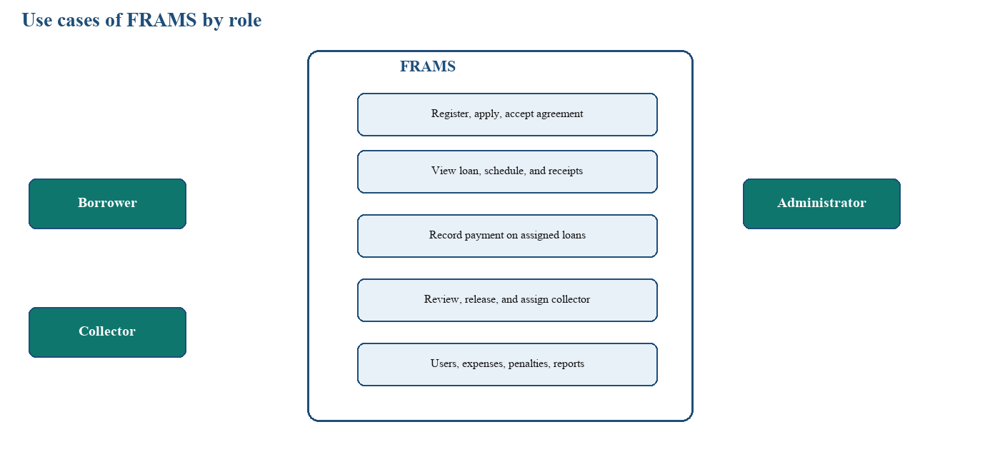 Use cases of FRAMS by role
FRAMS
Register, apply, accept agreement
View loan, schedule, and receipts
Borrower
Administrator
Record payment on assigned loans
Review, release, and assign collector
Collector
Users, expenses, penalties, reports